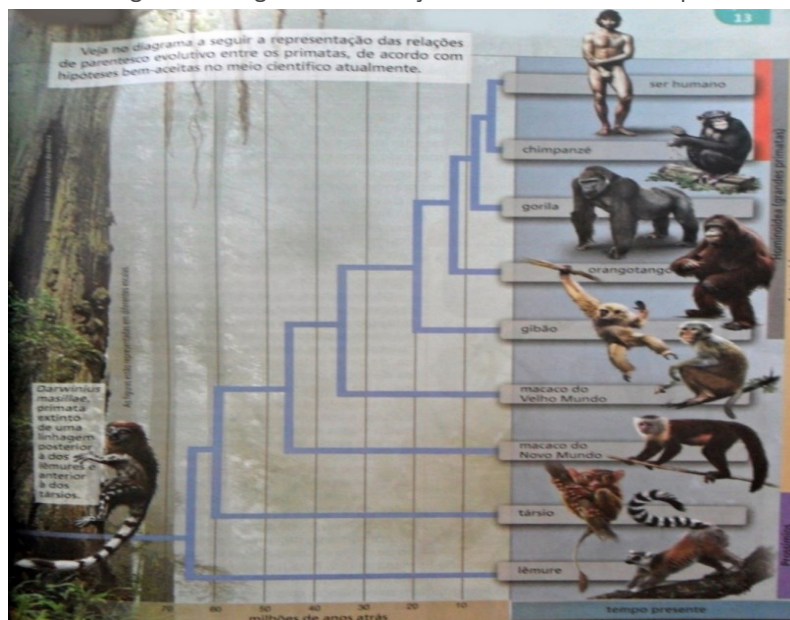 13
Veja no diagrama a seguir a representação das relações
de parentesco evolutivo entre os primatas, de acordo com
hipóteses bem-aceitas no meio científico atualmente.
ser humano
chimpanzé
gorila
orangotango
gibão
macaco do
Velho Mundo
macaco do
Novo Mundo
társio
lêmure
Hominoidea (grandes primatas)
Darwinius
masillae,
primata
extinto
de uma
linhagem
posterior
à dos
lêmures e
anterior
à dos
társios.
70 60 50 40 30 20 10
milhões de anos atrás
tempo presente